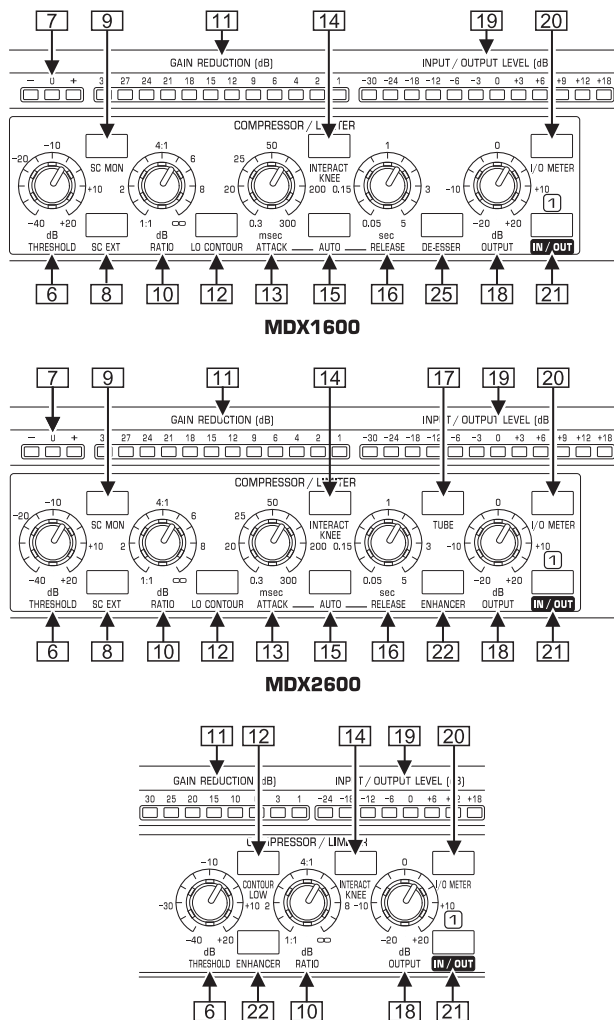 7 9 11 14 19 20
GAIN REDUCTION (dB) INPUT / OUTPUT LEVEL (dB
– U + 3 27 24 21 18 15 12 9 6 4 2 1 –30 –24 –18 –12 –6 –3 0 +3 +6 +9 +12 +18
COMPRESSOR / LIMITER
–10 4:1 50 1 0
–20 SC MON 6 25 INTERACT KNEE I/O METER
+10 2 8 20 200 0.15 3 –10 +10
1
–40 +20 1:1 ∞ 0.3 300 0.05 5 –20 +20
dB dB msec sec dB
THRESHOLD SC EXT RATIO LO CONTOUR ATTACK AUTO RELEASE DE-ESSER OUTPUT IN / OUT
6 8 10 12 13 15 16 25 18 21
MDX1600
7 9 11 14 17 19 20
GAIN REDUCTION (dB) INPUT / OUTPUT LEVEL (dB
– U + 3 27 24 21 18 15 12 9 6 4 2 1 –30 –24 –18 –12 –6 –3 0 +3 +6 +9 +12 +18
COMPRESSOR / LIMITER
–10 4:1 50 1 0
–20 SC MON 6 25 INTERACT KNEE TUBE I/O METER
+10 2 8 20 200 0.15 3 –10 +10
1
–40 +20 1:1 ∞ 0.3 300 0.05 5 –20 +20
dB dB msec sec dB
THRESHOLD SC EXT RATIO LO CONTOUR ATTACK AUTO RELEASE ENHANCER OUTPUT IN / OUT
6 8 10 12 13 15 16 22 18 21
MDX2600
11 12 14 19 20
GAIN REDUCTION (dB) INPUT / OUTPUT LEVEL (dB)
30 25 20 15 10 3 1 –24 –18 –12 –6 0 +6 +12 +18
COMPRESSOR / LIMITER
–10 4:1 0
CONTOUR LOW INTERACT KNEE I/O METER
–30 +10 2 8 –10 +10
1
–40 +20 1:1 ∞ –20 +20
dB dB dB
THRESHOLD ENHANCER RATIO OUTPUT IN / OUT
6 22 10 18 21